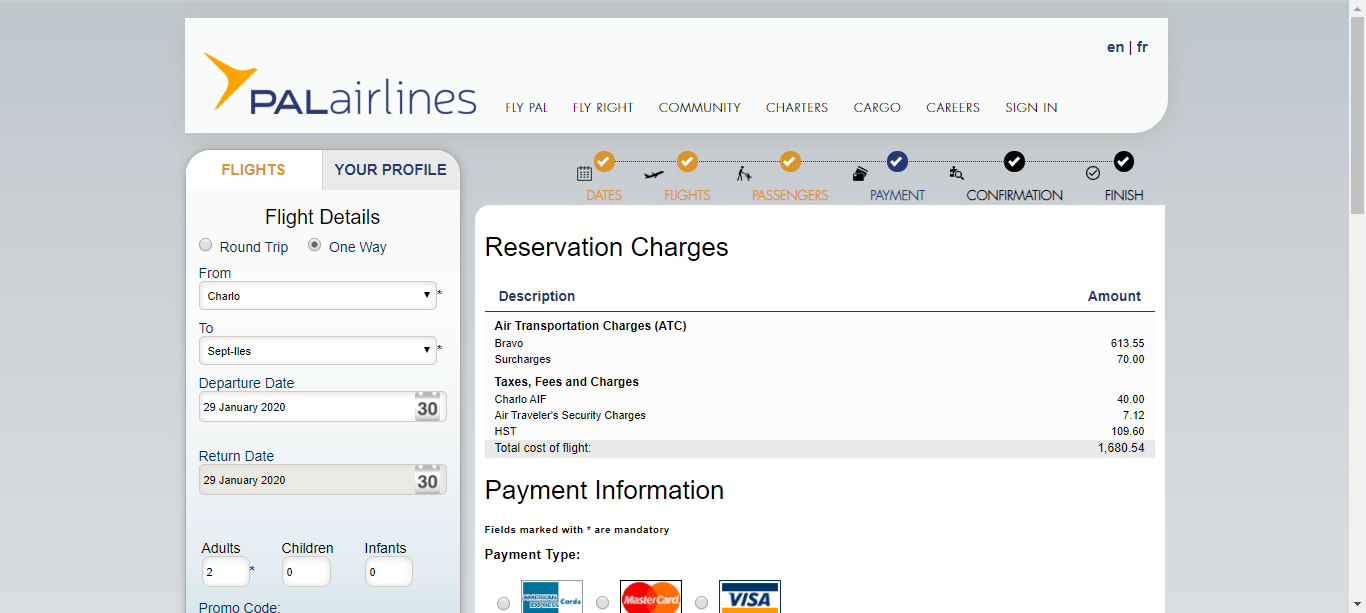 en | fr
PALairlines
FLY PAL FLY RIGHT COMMUNITY CHARTERS CARGO CAREERS SIGN IN
FLIGHTS YOUR PROFILE
DATES FLIGHTS PASSENGERS PAYMENT CONFIRMATION FINISH
Flight Details
Round Trip One Way
From
Charlo *
To
Sept-Iles *
Departure Date
29 January 2020 30
Return Date
29 January 2020 30
Adults Children Infants
2 * 0 0
Promo Code:
Reservation Charges
Description Amount
Air Transportation Charges (ATC)
Bravo 613.55
Surcharges 70.00
Taxes, Fees and Charges
Charlo AIF 40.00
Air Traveler's Security Charges 7.12
HST 109.60
Total cost of flight: 1,680.54
Payment Information
Fields marked with * are mandatory
Payment Type:
AMERICAN EXPRESS Cards MasterCard VISA